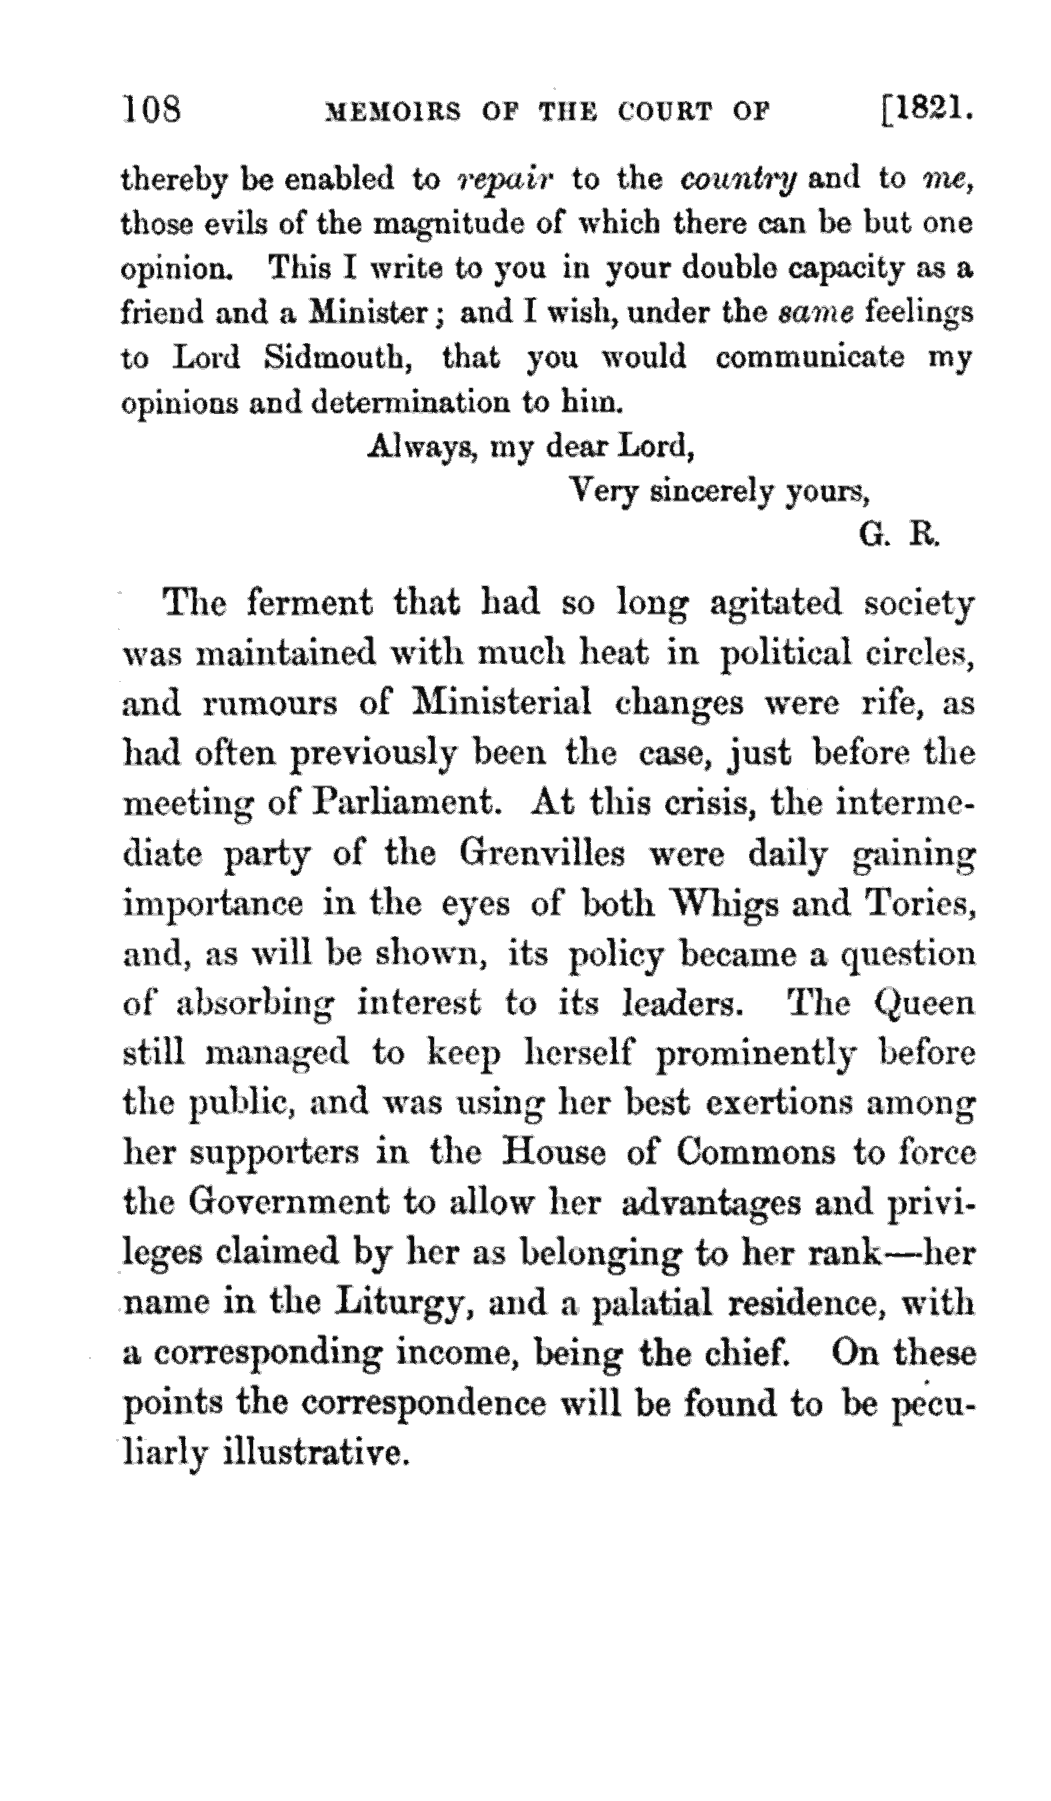 108 MEMOIRS OF THE COURT OF [1821.
thereby be enabled to repair to the country and to me,
those evils of the magnitude of which there can be but one
opinion. This I write to you in your double capacity as a
friend and a Minister; and I wish, under the same feelings
to Lord Sidmouth, that you would communicate my
opinions and determination to him.
Always, my dear Lord,
Very sincerely yours,
G. R.
The ferment that had so long agitated society
was maintained with much heat in political circles,
and rumours of Ministerial changes were rife, as
had often previously been the case, just before the
meeting of Parliament. At this crisis, the interme-
diate party of the Grenvilles were daily gaining
importance in the eyes of both Whigs and Tories,
and, as will be shown, its policy became a question
of absorbing interest to its leaders. The Queen
still managed to keep herself prominently before
the public, and was using her best exertions among
her supporters in the House of Commons to force
the Government to allow her advantages and privi-
leges claimed by her as belonging to her rank—her
name in the Liturgy, and a palatial residence, with
a corresponding income, being the chief. On these
points the correspondence will be found to be pecu-
liarly illustrative.